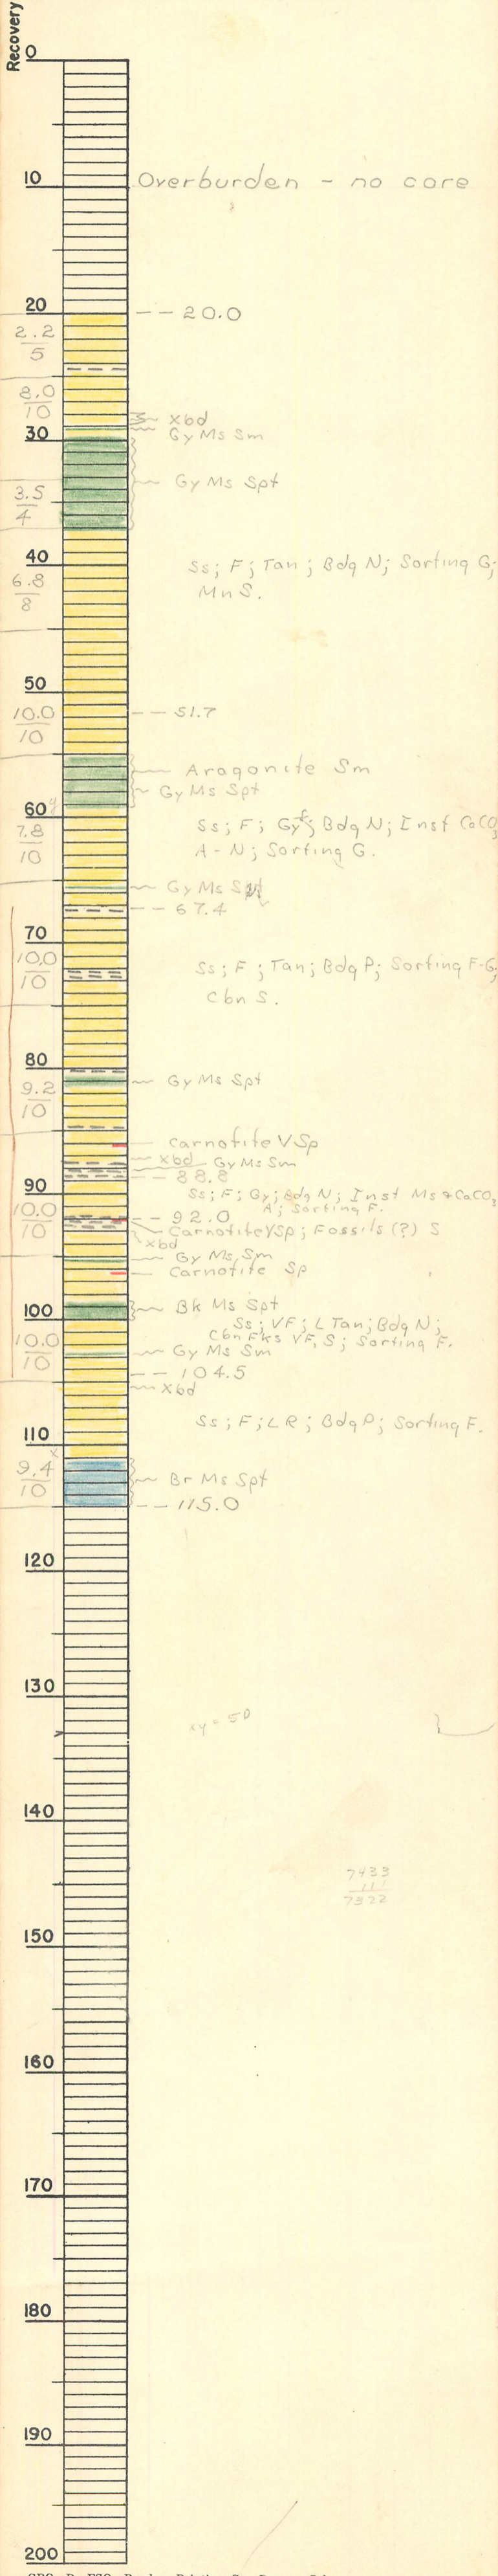 Recovery
0
10
Overburden - no core
20
-- 20.0
2.2
5
8.0
10
Xbd
30
Gy Ms Sm
Gy Ms Spt
3.5
4
40
Ss; F; Tan; Bdg N; Sorting G;
Mn S.
6.8
8
50
10.0
10
-- 51.7
Aragonite Sm
Gy Ms Spt
60
Ss; F; Gy; Bdg N; Inst CaCO3
A-N; Sorting G.
7.8
10
Gy Ms Spt
-- 67.4
70
10.0
10
Ss; F; Tan; Bdg P; Sorting F-G;
Cbn S.
80
Gy Ms Spt
9.2
10
Carnotite VSp
Xbd Gy Ms Sm
-- 88.8
90
Ss; F; Gy; Bdg N; Inst Ms & CaCO3
A; Sorting F.
10.0
10
-- 92.0
Carnotite VSp; Fossils (?) S
Xbd
Gy Ms Sm
Carnotite Sp
100
Bk Ms Spt
Ss; VF; L Tan; Bdg N;
Cbn Fks VF, S; Sorting F.
10.0
10
Gy Ms Sm
-- 104.5
Xbd
110
Ss; F; LR; Bdg P; Sorting F.
9.4
10
Br Ms Spt
-- 115.0
120
130
xy = 50
140
7433
111
7322
150
160
170
180
190
200